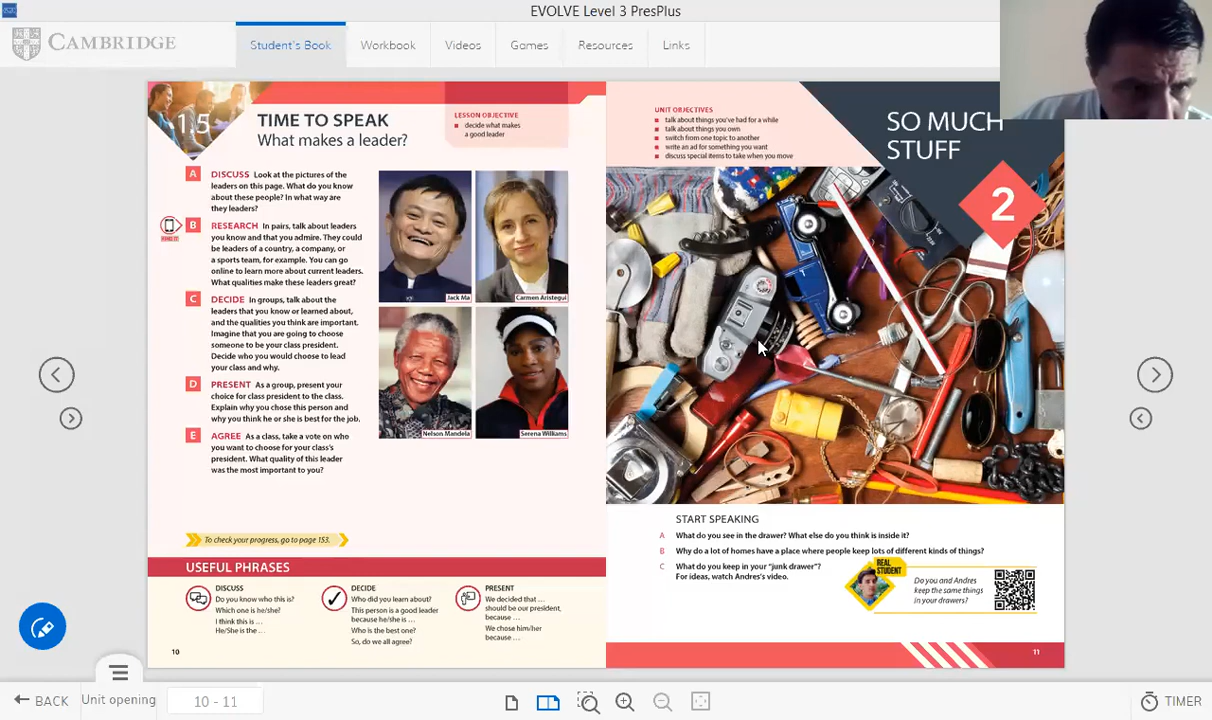 EVOLVE Level 3 PresPlus
CAMBRIDGE
Student's Book
Workbook
Videos
Games
Resources
Links
1.5
TIME TO SPEAK
What makes a leader?
LESSON OBJECTIVE
decide what makes
a good leader
A DISCUSS Look at the pictures of the
leaders on this page. What do you know
about these people? In what way are
they leaders?
B RESEARCH In pairs, talk about leaders
you know and that you admire. They could
be leaders of a country, a company, or
a sports team, for example. You can go
online to learn more about current leaders.
What qualities make these leaders great?
C DECIDE In groups, talk about the
leaders that you know or learned about,
and the qualities you think are important.
Imagine that you are going to choose
someone to be your class president.
Decide who you would choose to lead
your class and why.
D PRESENT As a group, present your
choice for class president to the class.
Explain why you chose this person and
why you think he or she is best for the job.
E AGREE As a class, take a vote on who
you want to choose for your class's
president. What quality of this leader
was the most important to you?
Jack Ma
Carmen Aristegui
Nelson Mandela
Serena Williams
To check your progress, go to page 153.
USEFUL PHRASES
DISCUSS
Do you know who this is?
Which one is he/she?
I think this is ...
He/She is the ...
DECIDE
Who did you learn about?
This person is a good leader
because he/she is ...
Who is the best one?
So, do we all agree?
PRESENT
We decided that ...
should be our president,
because ...
We chose him/her
because ...
10
UNIT OBJECTIVES
talk about things you've had for a while
talk about things you own
switch from one topic to another
write an ad for something you want
discuss special items to take when you move
SO MUCH
STUFF
2
START SPEAKING
A What do you see in the drawer? What else do you think is inside it?
B Why do a lot of homes have a place where people keep lots of different kinds of things?
C What do you keep in your “junk drawer”?
For ideas, watch Andres's video.
REAL
STUDENT
Do you and Andres
keep the same things
in your drawers?
11
BACK
Unit opening
10 - 11
TIMER